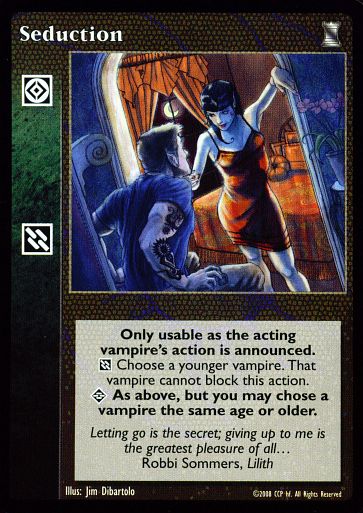 Seduction
Only usable as the acting
vampire's action is announced.
Choose a younger vampire. That
vampire cannot block this action.
As above, but you may chose a
vampire the same age or older.
Letting go is the secret; giving up to me is
the greatest pleasure of all…
Robbi Sommers, Lilith
Illus: Jim Dibartolo
©2008 CCP hf. All Rights Reserved